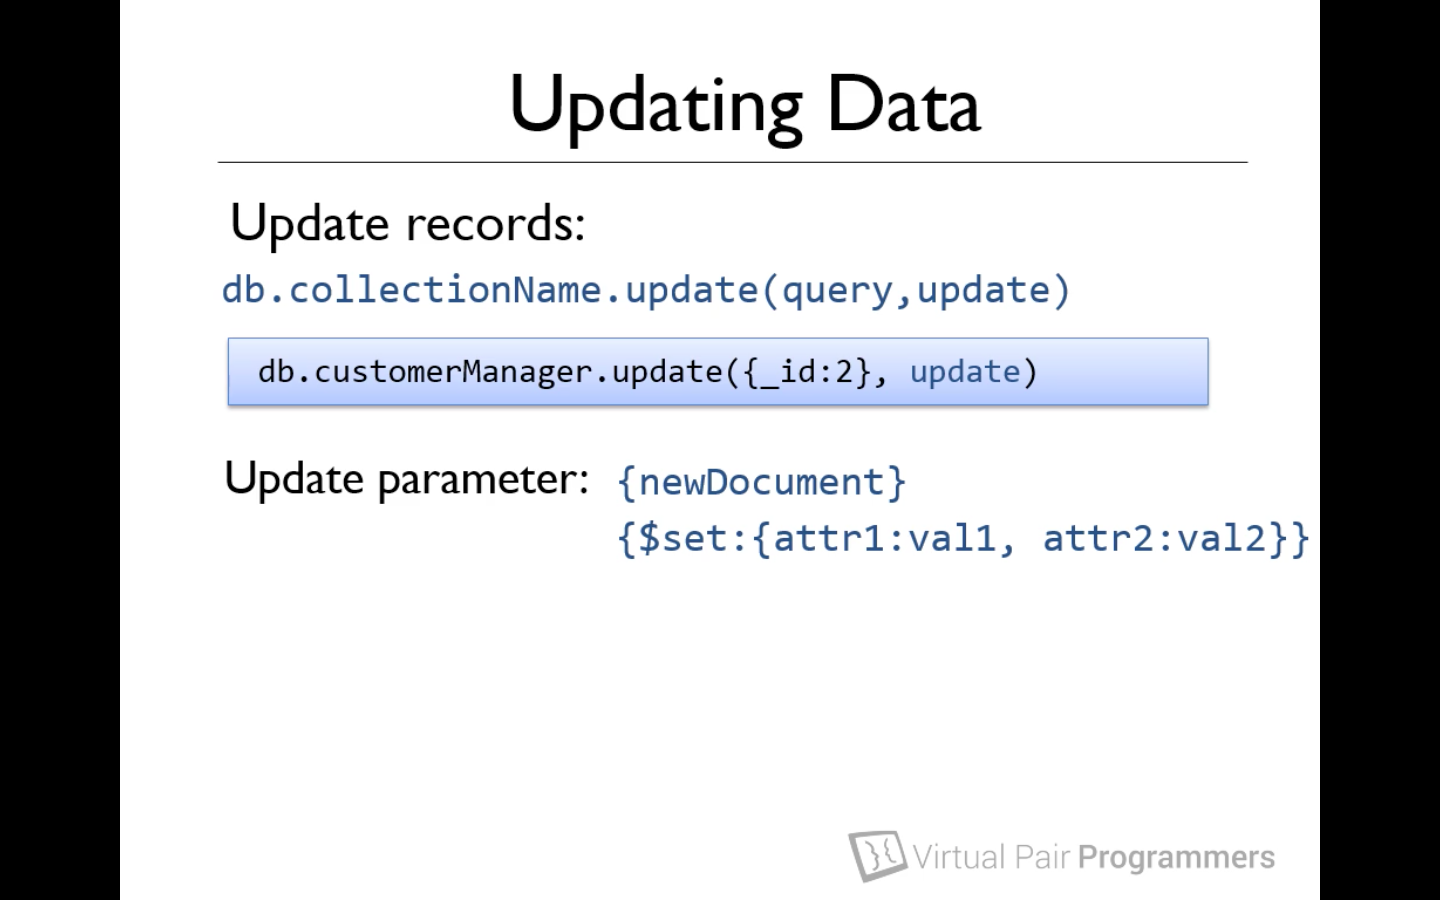 Updating Data
Update records:
db.collectionName.update(query,update)
db.customerManager.update({_id:2}, update)
Update parameter: {newDocument}
{$set:{attr1:val1, attr2:val2}}
Virtual Pair Programmers